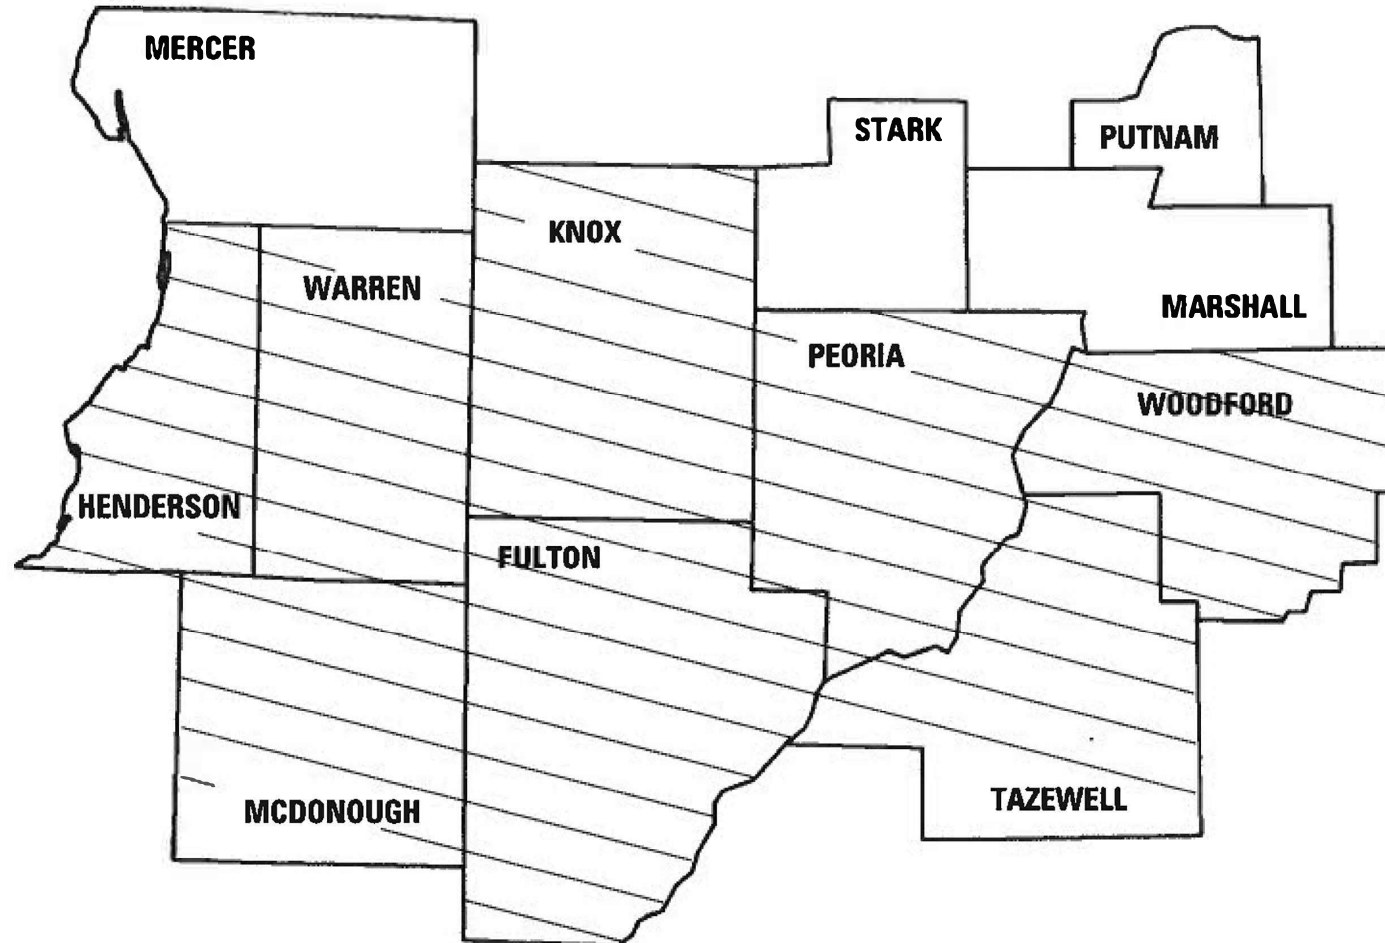 MERCER
STARK
PUTNAM
KNOX
WARREN
MARSHALL
PEORIA
WOODFORD
HENDERSON
FULTON
MCDONOUGH
TAZEWELL